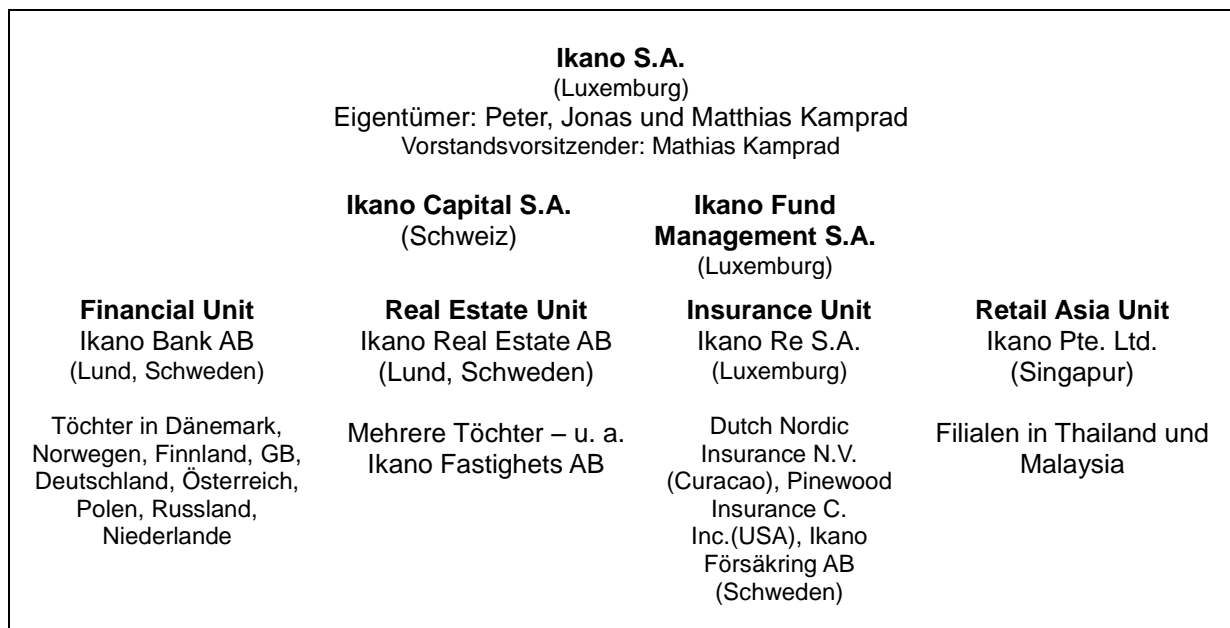 Ikano S.A.
(Luxemburg)
Eigentümer: Peter, Jonas und Matthias Kamprad
Vorstandsvorsitzender: Mathias Kamprad
Ikano Capital S.A.
(Schweiz)
Ikano Fund
Management S.A.
(Luxemburg)
Financial Unit
Ikano Bank AB
(Lund, Schweden)
Töchter in Dänemark,
Norwegen, Finnland, GB,
Deutschland, Österreich,
Polen, Russland,
Niederlande
Real Estate Unit
Ikano Real Estate AB
(Lund, Schweden)
Mehrere Töchter – u. a.
Ikano Fastighets AB
Insurance Unit
Ikano Re S.A.
(Luxemburg)
Dutch Nordic
Insurance N.V.
(Curacao), Pinewood
Insurance C.
Inc.(USA), Ikano
Försäkring AB
(Schweden)
Retail Asia Unit
Ikano Pte. Ltd.
(Singapur)
Filialen in Thailand und
Malaysia